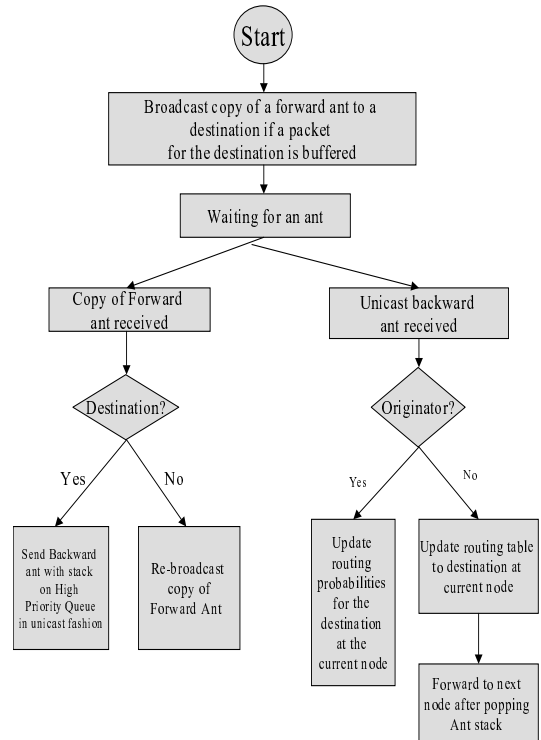 Start
Broadcast copy of a forward ant to a
destination if a packet
for the destination is buffered
Waiting for an ant
Copy of Forward
ant received
Unicast backward
ant received
Destination?
Originator?
Yes
No
Yes
No
Send Backward
ant with stack
on High
Priority Queue
in unicast fashion
Re-broadcast
copy of
Forward Ant
Update
routing
probabilities
for the
destination
at the
current node
Update routing table
to destination at
current node
Forward to next
node after popping
Ant stack